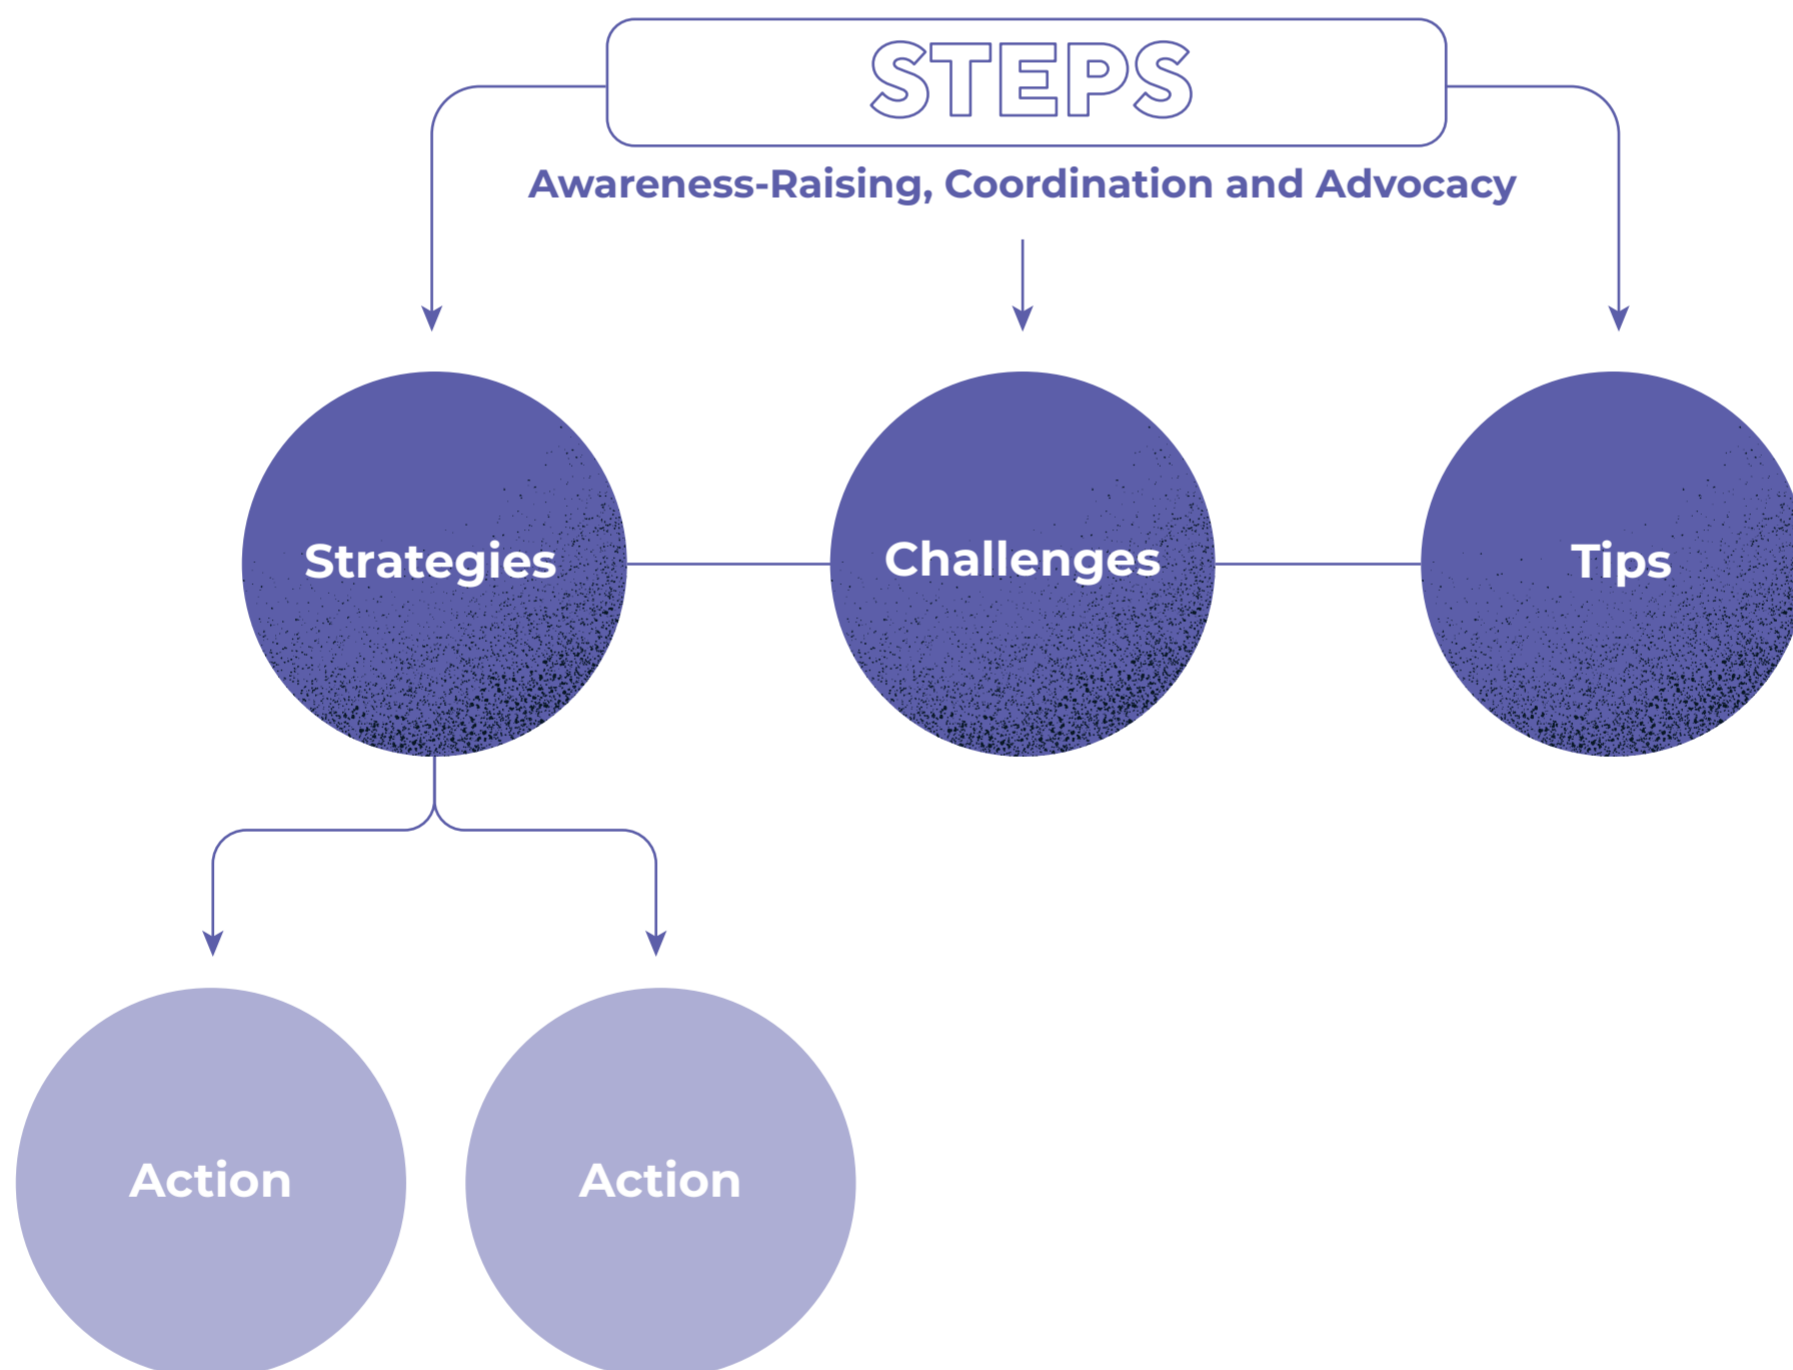 STEPS
Awareness-Raising, Coordination and Advocacy
Strategies
Challenges
Tips
Action
Action